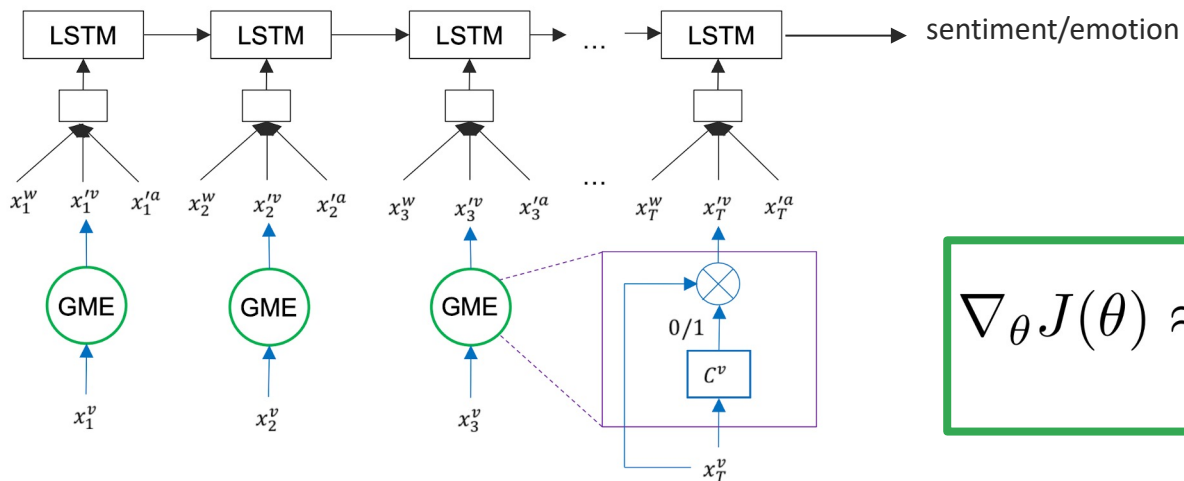 LSTM LSTM LSTM ... LSTM sentiment/emotion
x_1^w x_1'^v x_1'^a x_2^w x_2'^v x_2'^a x_3^w x_3'^v x_3'^a ... x_T^w x_T'^v x_T'^a
GME GME GME
0/1
C^v
x_1^v x_2^v x_3^v
x_T^v
∇_θ J(θ)